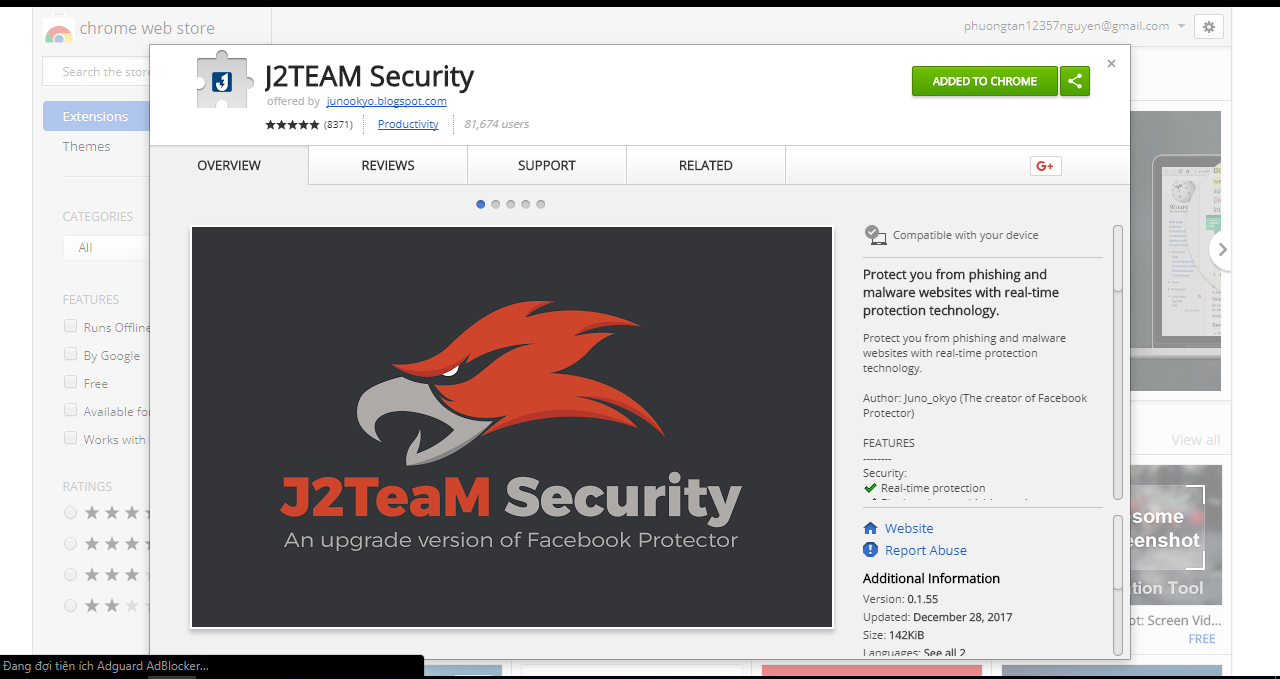 chrome web store
phuongtan12357nguyen@gmail.com
Search the store
Extensions
Themes
CATEGORIES
All
FEATURES
Runs Offline
By Google
Free
Available for
Works with
RATINGS
J2TEAM Security
offered by junookyo.blogspot.com
(8371) Productivity 81,674 users
ADDED TO CHROME
OVERVIEW REVIEWS SUPPORT RELATED
G+
J2TeaM Security
An upgrade version of Facebook Protector
Compatible with your device
Protect you from phishing and
malware websites with real-time
protection technology.
Protect you from phishing and malware
websites with real-time protection
technology.
Author: Juno_okyo (The creator of Facebook
Protector)
FEATURES
--------
Security:
Real-time protection
Website
Report Abuse
Additional Information
Version: 0.1.55
Updated: December 28, 2017
Size: 142KiB
Languages: See all 2
View all
some
eenshot
tion Tool
ot: Screen Vid...
FREE
Đang đợi tiện ích Adguard AdBlocker...